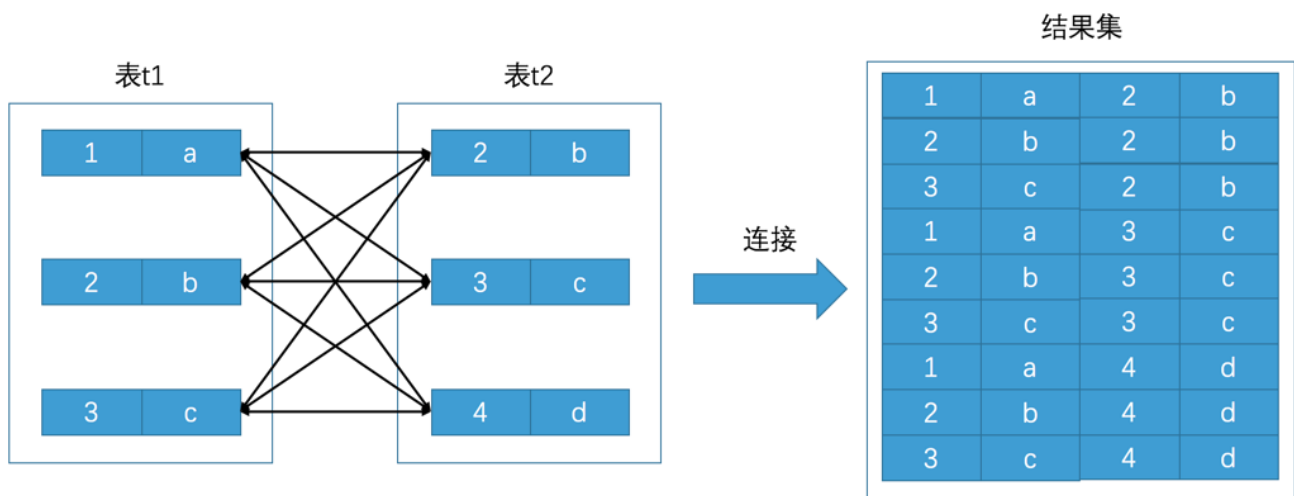 结果集
表t1
表t2
1 a
2 b
3 c
2 b
3 c
4 d
连接
1 a 2 b
2 b 2 b
3 c 2 b
1 a 3 c
2 b 3 c
3 c 3 c
1 a 4 d
2 b 4 d
3 c 4 d